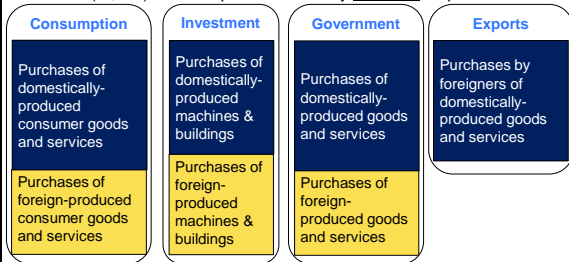 Consumption
Purchases of
domestically-
produced
consumer goods
and services
Purchases of
foreign-produced
consumer goods
and services
Investment
Purchases of
domestically-
produced
machines &
buildings
Purchases of
foreign-
produced
machines &
buildings
Government
Purchases of
domestically-
produced goods
and services
Purchases of
foreign-
produced goods
and services
Exports
Purchases by
foreigners of
domestically-
produced goods
and services